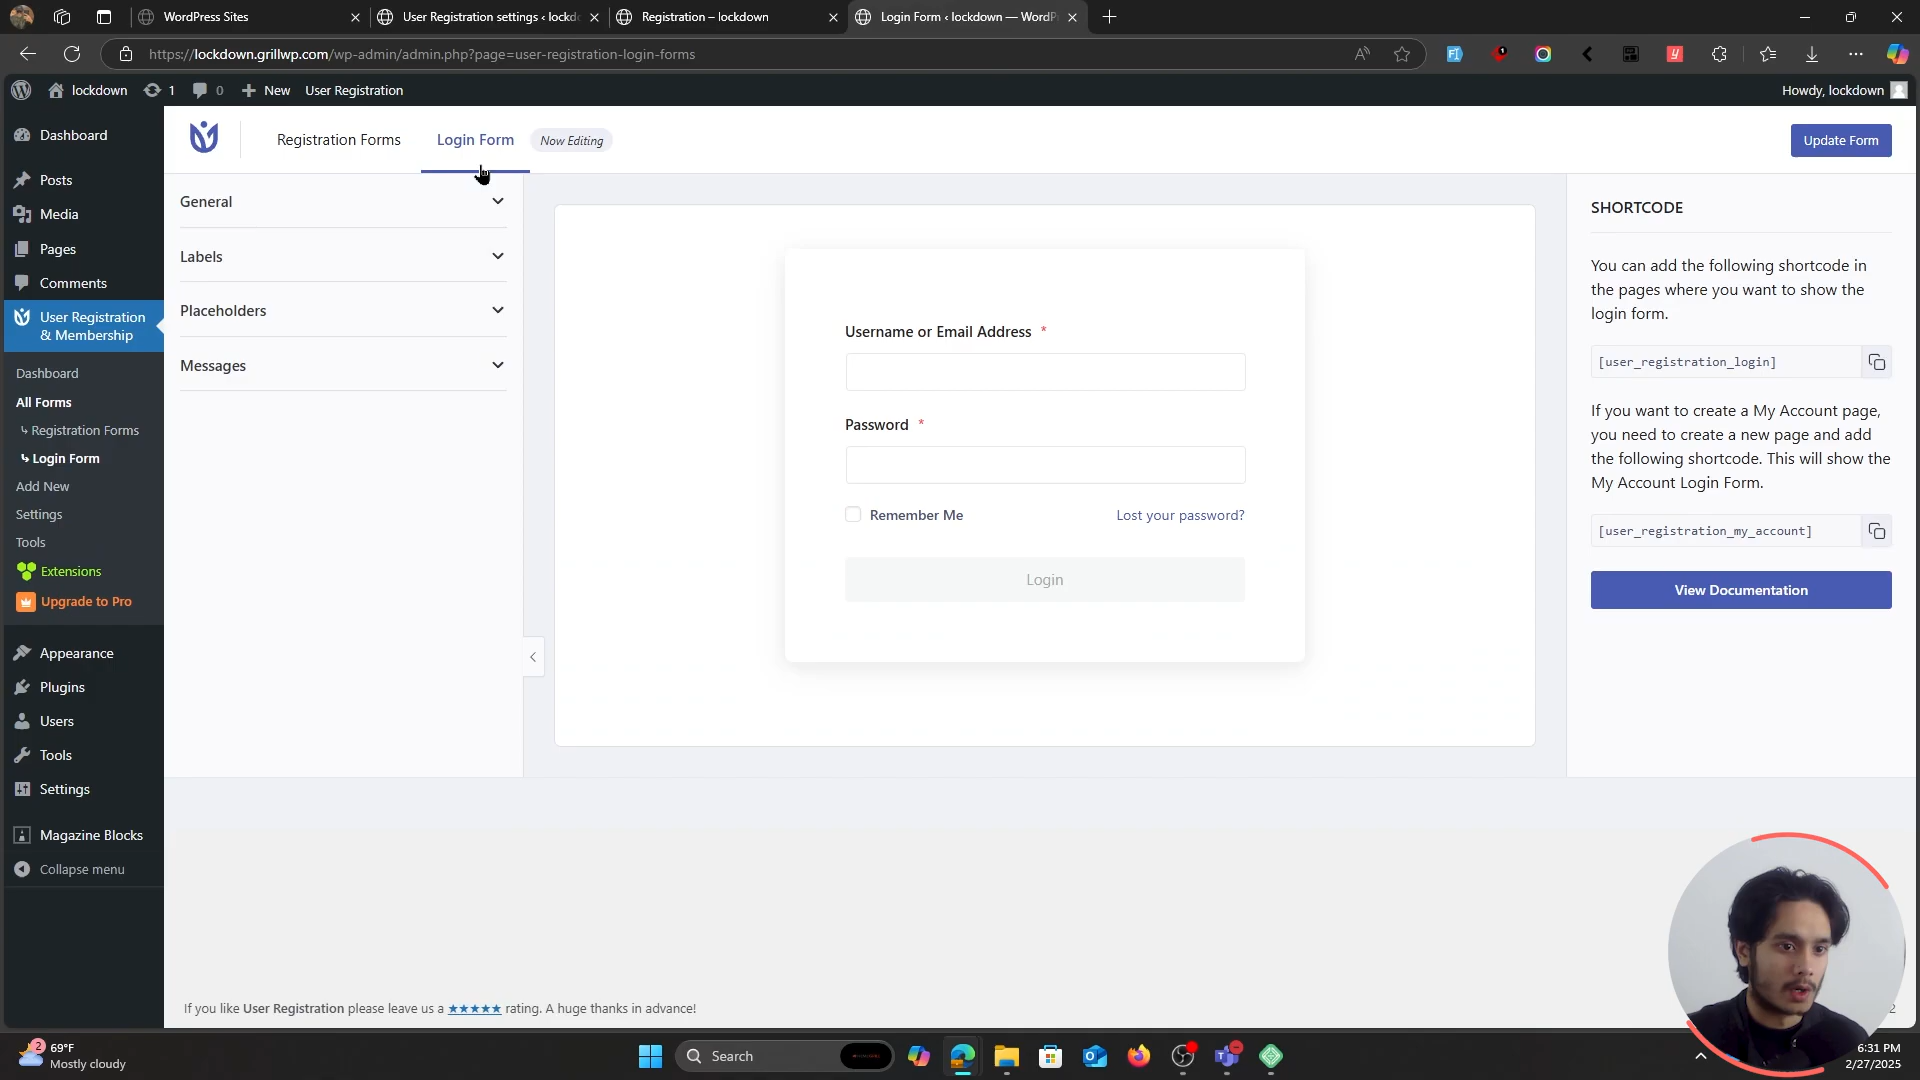 WordPress Sites
User Registration settings ‹ lockd
Registration – lockdown
Login Form ‹ lockdown — WordP
https://lockdown.grillwp.com/wp-admin/admin.php?page=user-registration-login-forms
lockdown
1
0
New
User Registration
Howdy, lockdown
Dashboard
Posts
Media
Pages
Comments
User Registration
& Membership
Dashboard
All Forms
↳ Registration Forms
↳ Login Form
Add New
Settings
Tools
Extensions
Upgrade to Pro
Appearance
Plugins
Users
Tools
Settings
Magazine Blocks
Collapse menu
Registration Forms
Login Form
Now Editing
Update Form
General
Labels
Placeholders
Messages
Username or Email Address *
Password *
Remember Me
Lost your password?
Login
SHORTCODE
You can add the following shortcode in
the pages where you want to show the
login form.
[user_registration_login]
If you want to create a My Account page,
you need to create a new page and add
the following shortcode. This will show the
My Account Login Form.
[user_registration_my_account]
View Documentation
If you like User Registration please leave us a ★★★★★ rating. A huge thanks in advance!
2
2
69°F
Mostly cloudy
Search
6:31 PM
2/27/2025